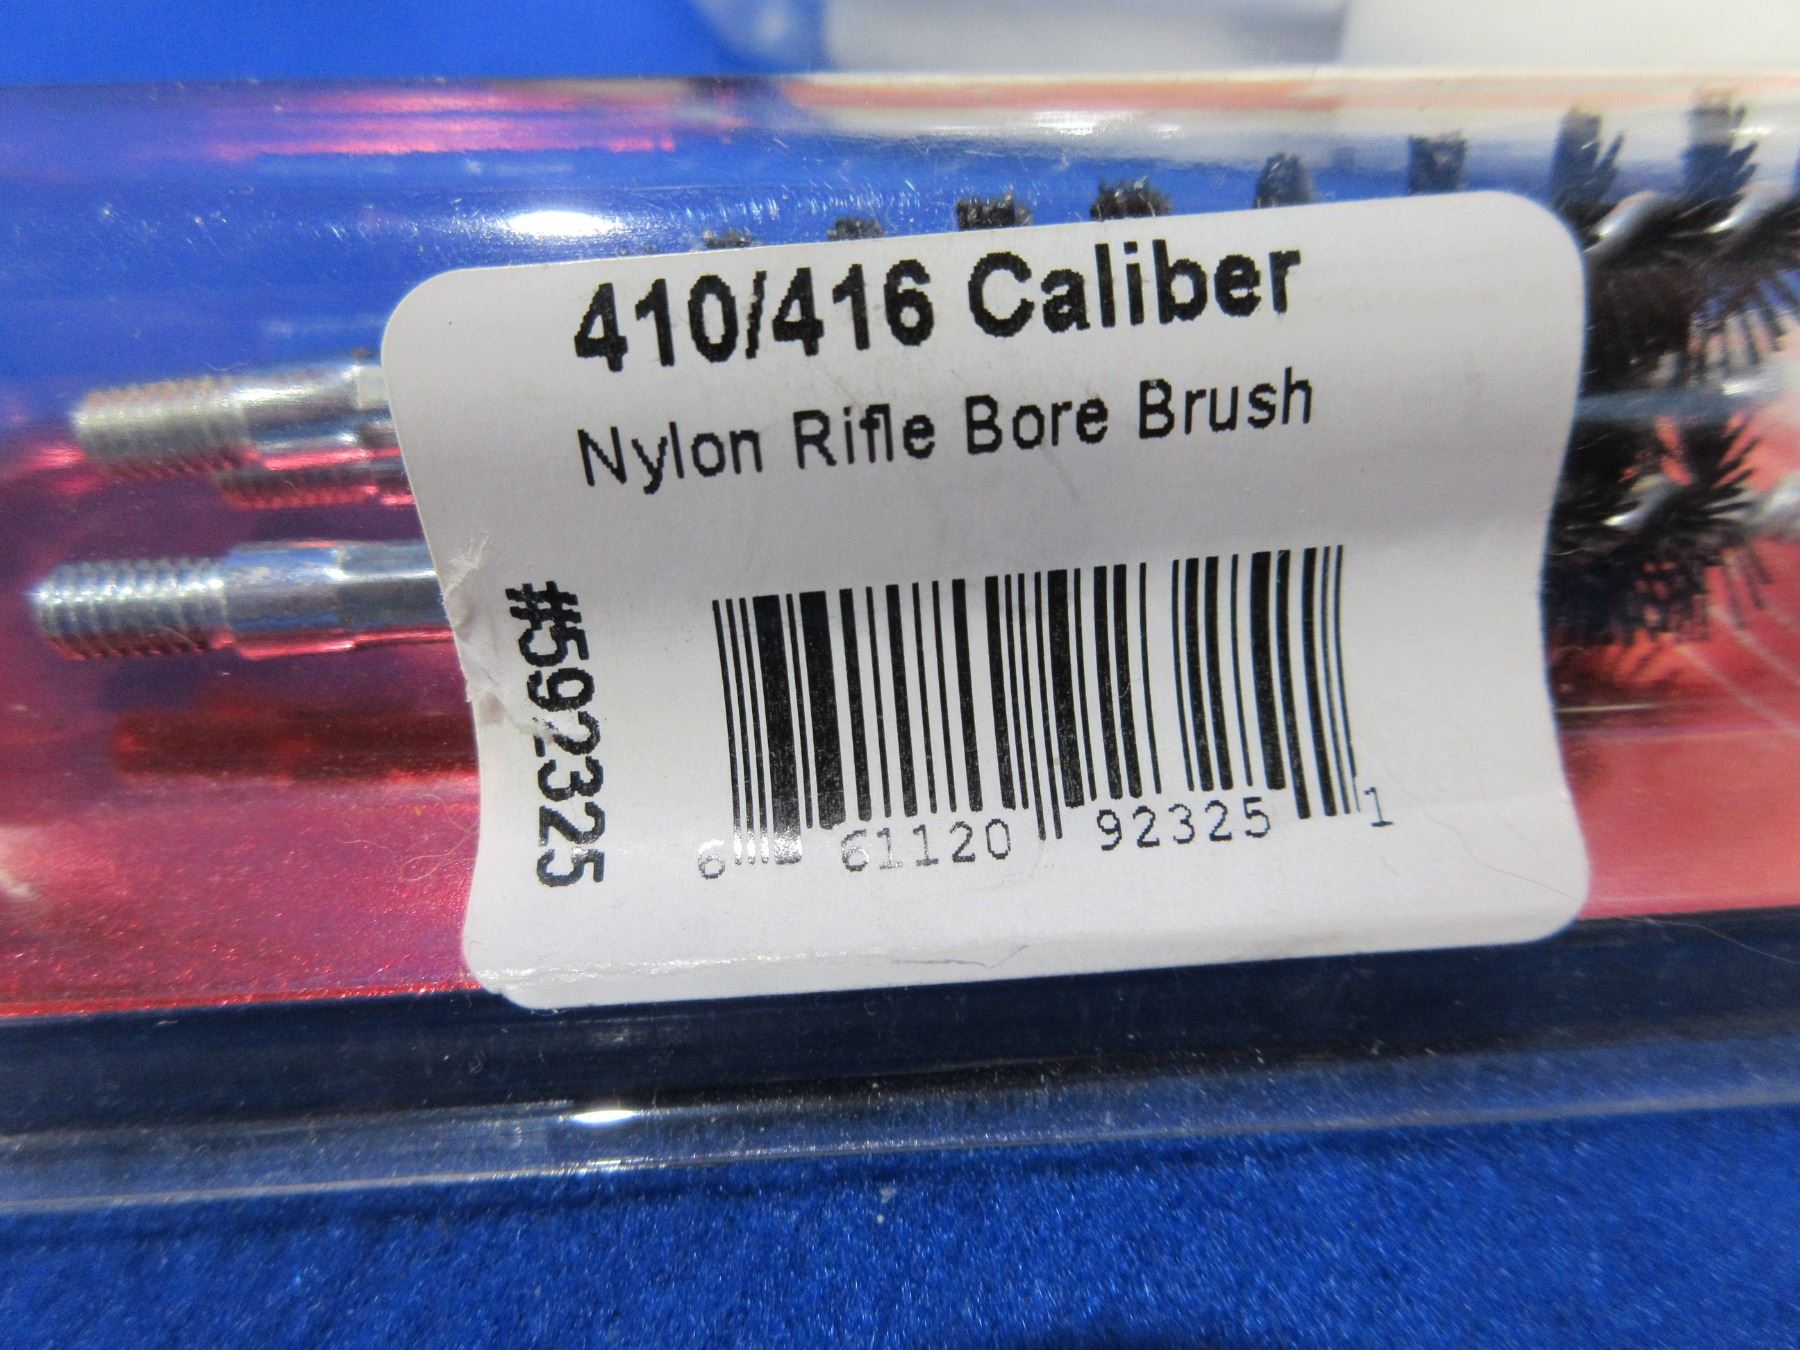 410/416 Caliber
Nylon Rifle Bore Brush
#592325
6 61120 92325 1